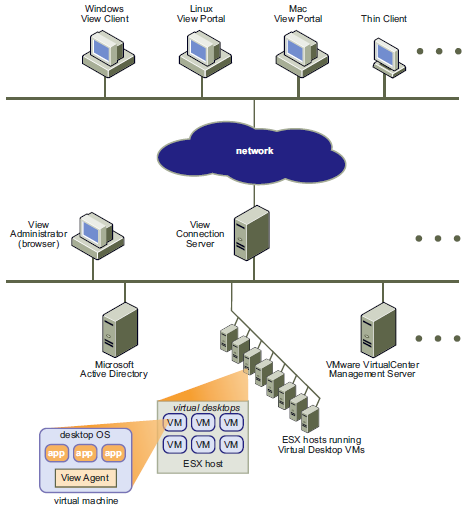 Windows
View Client
Linux
View Portal
Mac
View Portal
Thin Client
network
View
Administrator
(browser)
View
Connection
Server
Microsoft
Active Directory
VMware VirtualCenter
Management Server
virtual desktops
VM VM VM
VM VM VM
ESX host
ESX hosts running
Virtual Desktop VMs
desktop OS
app app app
View Agent
virtual machine